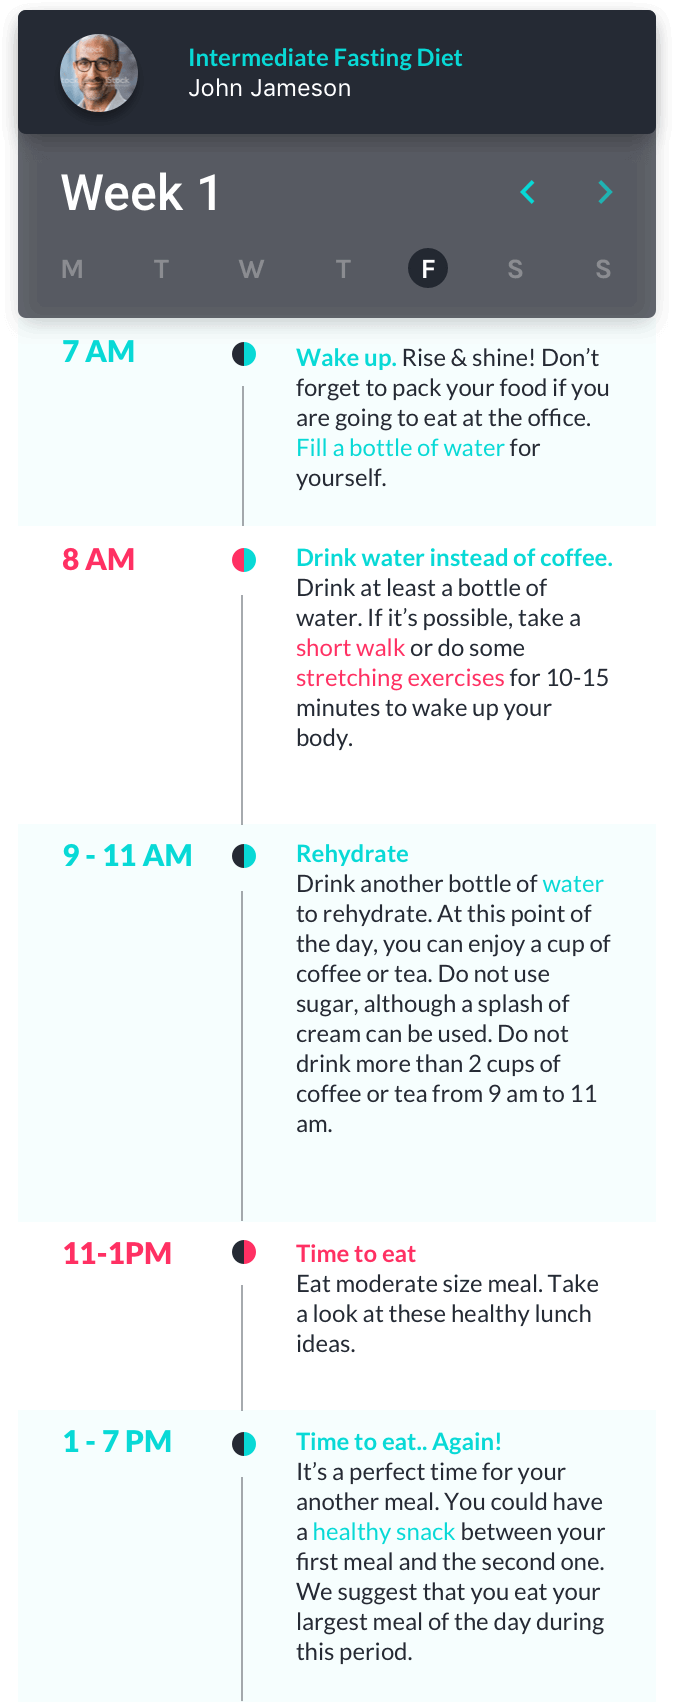 Intermediate Fasting Diet
John Jameson
Week 1
M T W T F S S
7 AM
Wake up. Rise & shine! Don’t
forget to pack your food if you
are going to eat at the office.
Fill a bottle of water for
yourself.
8 AM
Drink water instead of coffee.
Drink at least a bottle of
water. If it’s possible, take a
short walk or do some
stretching exercises for 10-15
minutes to wake up your
body.
9 - 11 AM
Rehydrate
Drink another bottle of water
to rehydrate. At this point of
the day, you can enjoy a cup of
coffee or tea. Do not use
sugar, although a splash of
cream can be used. Do not
drink more than 2 cups of
coffee or tea from 9 am to 11
am.
11-1PM
Time to eat
Eat moderate size meal. Take
a look at these healthy lunch
ideas.
1 - 7 PM
Time to eat.. Again!
It’s a perfect time for your
another meal. You could have
a healthy snack between your
first meal and the second one.
We suggest that you eat your
largest meal of the day during
this period.